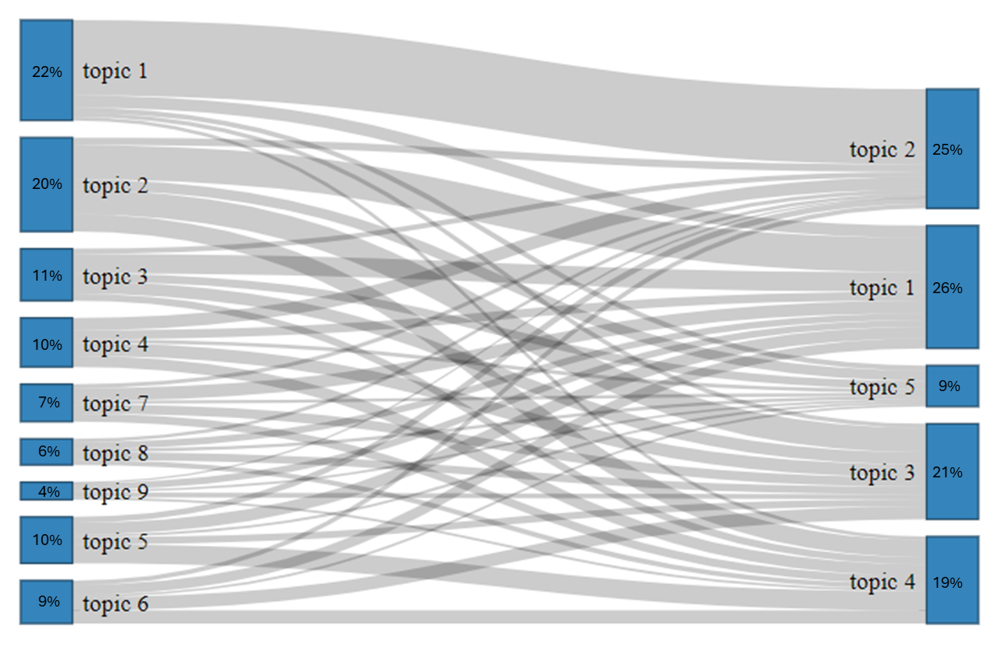 22% topic 1
20% topic 2
11% topic 3
10% topic 4
7% topic 7
6% topic 8
4% topic 9
10% topic 5
9% topic 6
topic 2 25%
topic 1 26%
topic 5 9%
topic 3 21%
topic 4 19%